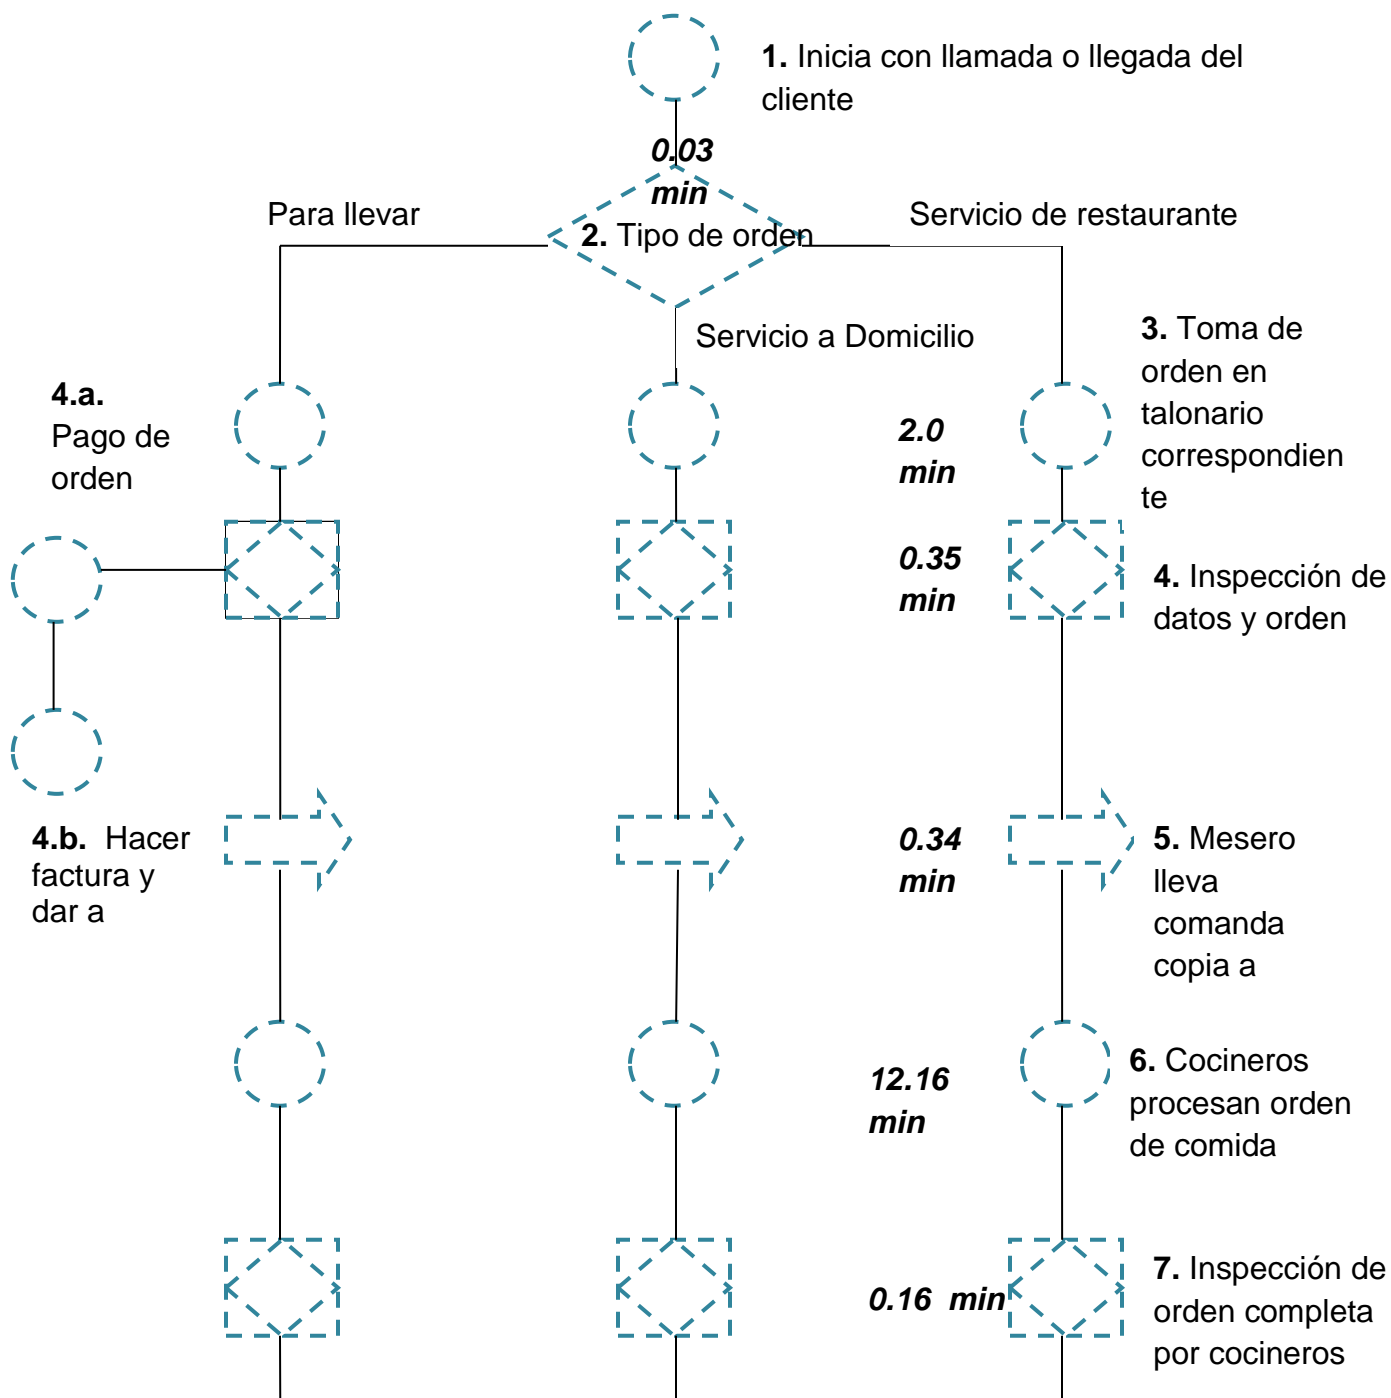 1. Inicia con llamada o llegada del
cliente
0.03
min
Para llevar
Servicio de restaurante
2. Tipo de orden
Servicio a Domicilio
3. Toma de
orden en
talonario
correspondien
te
4.a.
Pago de
orden
2.0
min
0.35
min
4. Inspección de
datos y orden
4.b. Hacer
factura y
dar a
0.34
min
5. Mesero
lleva
comanda
copia a
12.16
min
6. Cocineros
procesan orden
de comida
0.16 min
7. Inspección de
orden completa
por cocineros